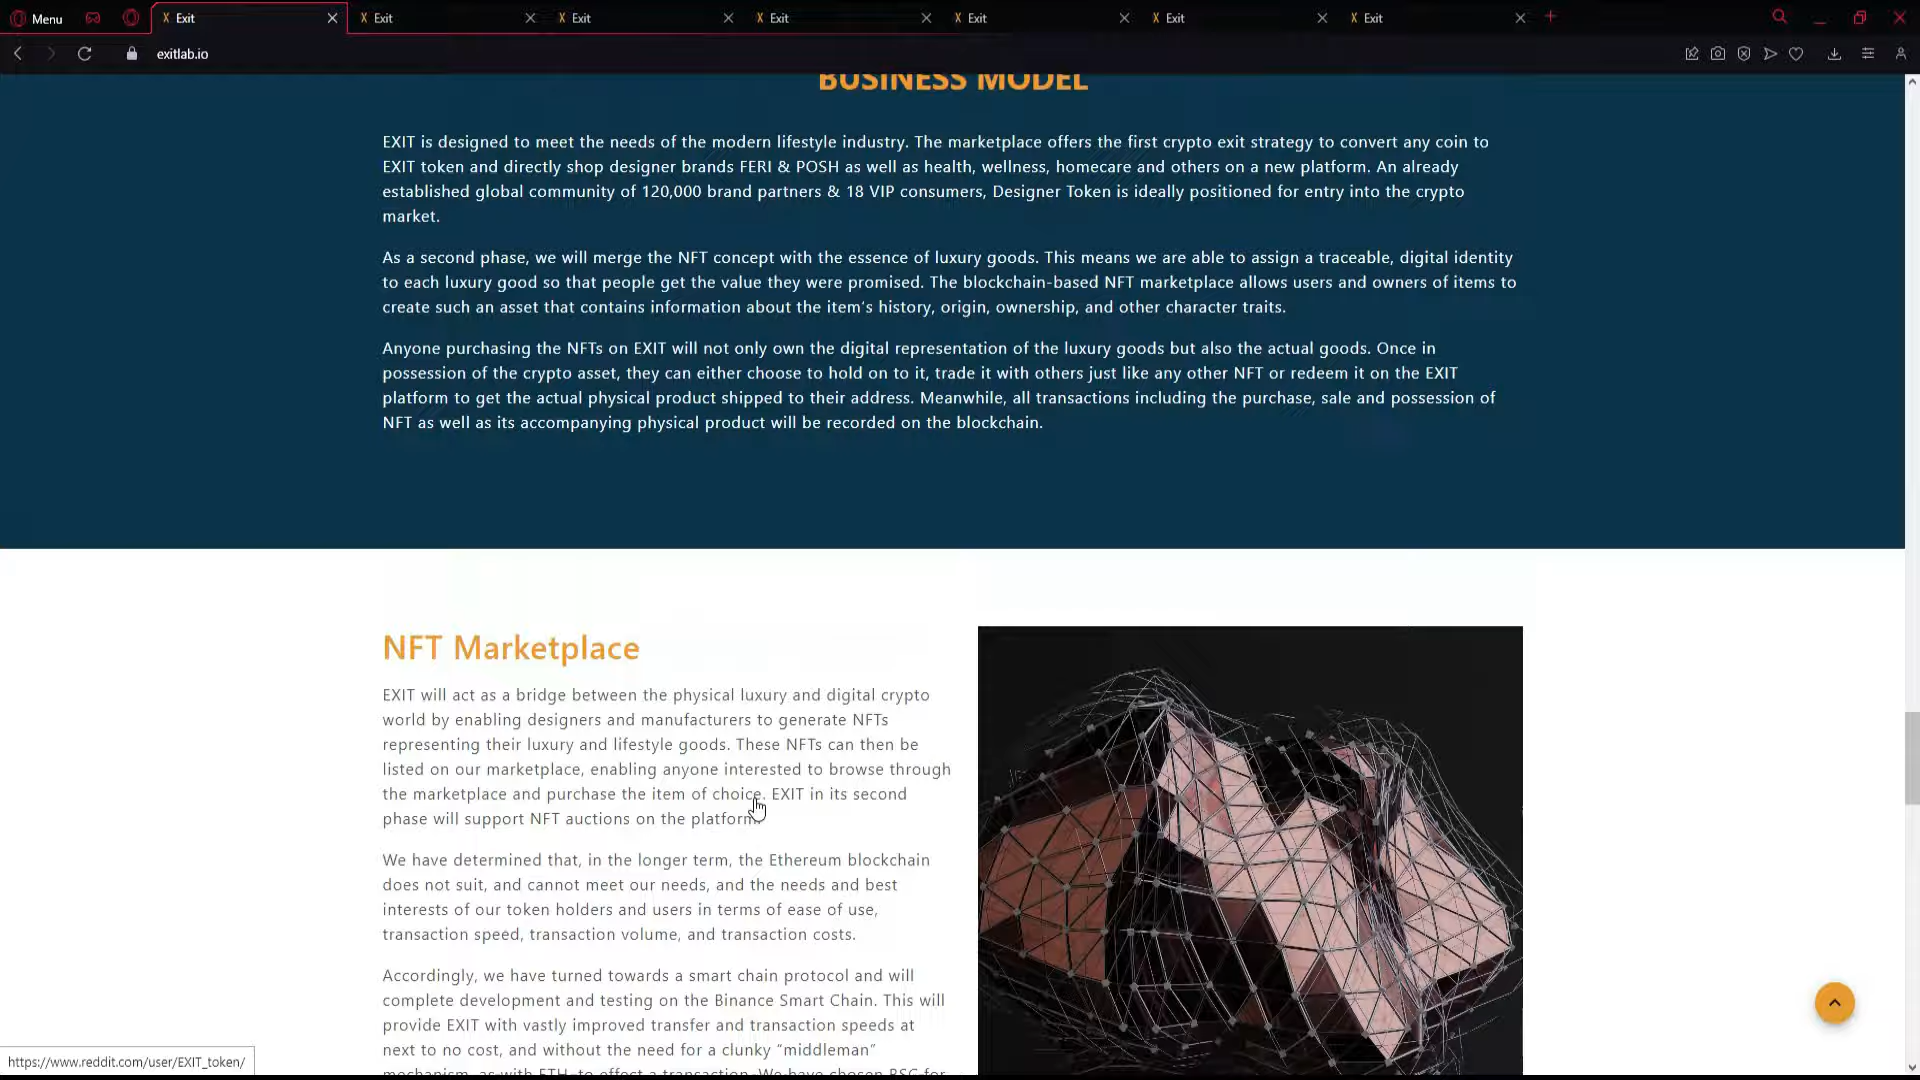 Menu
Exit
Exit
Exit
Exit
Exit
Exit
Exit
exitlab.io
BUSINESS MODEL
EXIT is designed to meet the needs of the modern lifestyle industry. The marketplace offers the first crypto exit strategy to convert any coin to
EXIT token and directly shop designer brands FERI & POSH as well as health, wellness, homecare and others on a new platform. An already
established global community of 120,000 brand partners & 18 VIP consumers, Designer Token is ideally positioned for entry into the crypto
market.
As a second phase, we will merge the NFT concept with the essence of luxury goods. This means we are able to assign a traceable, digital identity
to each luxury good so that people get the value they were promised. The blockchain-based NFT marketplace allows users and owners of items to
create such an asset that contains information about the item's history, origin, ownership, and other character traits.
Anyone purchasing the NFTs on EXIT will not only own the digital representation of the luxury goods but also the actual goods. Once in
possession of the crypto asset, they can either choose to hold on to it, trade it with others just like any other NFT or redeem it on the EXIT
platform to get the actual physical product shipped to their address. Meanwhile, all transactions including the purchase, sale and possession of
NFT as well as its accompanying physical product will be recorded on the blockchain.
NFT Marketplace
EXIT will act as a bridge between the physical luxury and digital crypto
world by enabling designers and manufacturers to generate NFTs
representing their luxury and lifestyle goods. These NFTs can then be
listed on our marketplace, enabling anyone interested to browse through
the marketplace and purchase the item of choice. EXIT in its second
phase will support NFT auctions on the platform.
We have determined that, in the longer term, the Ethereum blockchain
does not suit, and cannot meet our needs, and the needs and best
interests of our token holders and users in terms of ease of use,
transaction speed, transaction volume, and transaction costs.
Accordingly, we have turned towards a smart chain protocol and will
complete development and testing on the Binance Smart Chain. This will
provide EXIT with vastly improved transfer and transaction speeds at
next to no cost, and without the need for a clunky “middleman”
mechanism, as with ETH, to effect a transaction. We have chosen BSC for
https://www.reddit.com/user/EXIT_token/